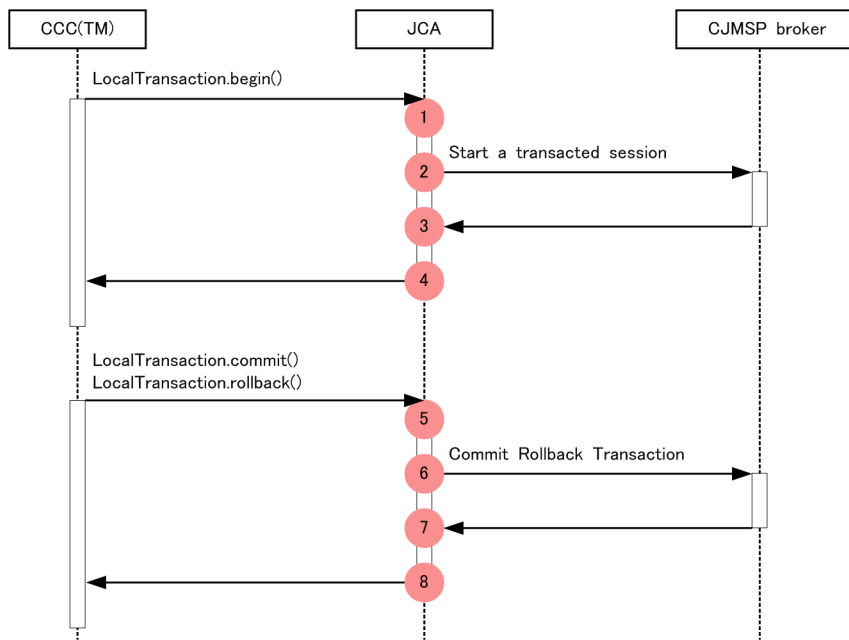 CCC(TM)
JCA
CJMSP broker
LocalTransaction.begin()
1
Start a transacted session
2
3
4
LocalTransaction.commit()
LocalTransaction.rollback()
5
Commit Rollback Transaction
6
7
8